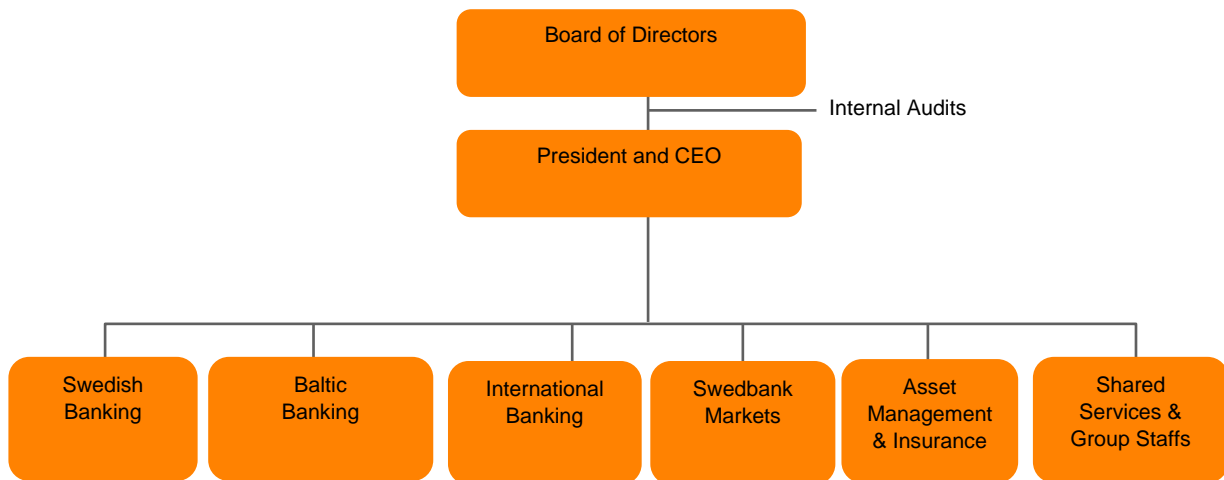 Board of Directors
Internal Audits
President and CEO
Swedish
Banking
Baltic
Banking
International
Banking
Swedbank
Markets
Asset
Management
& Insurance
Shared
Services &
Group Staffs